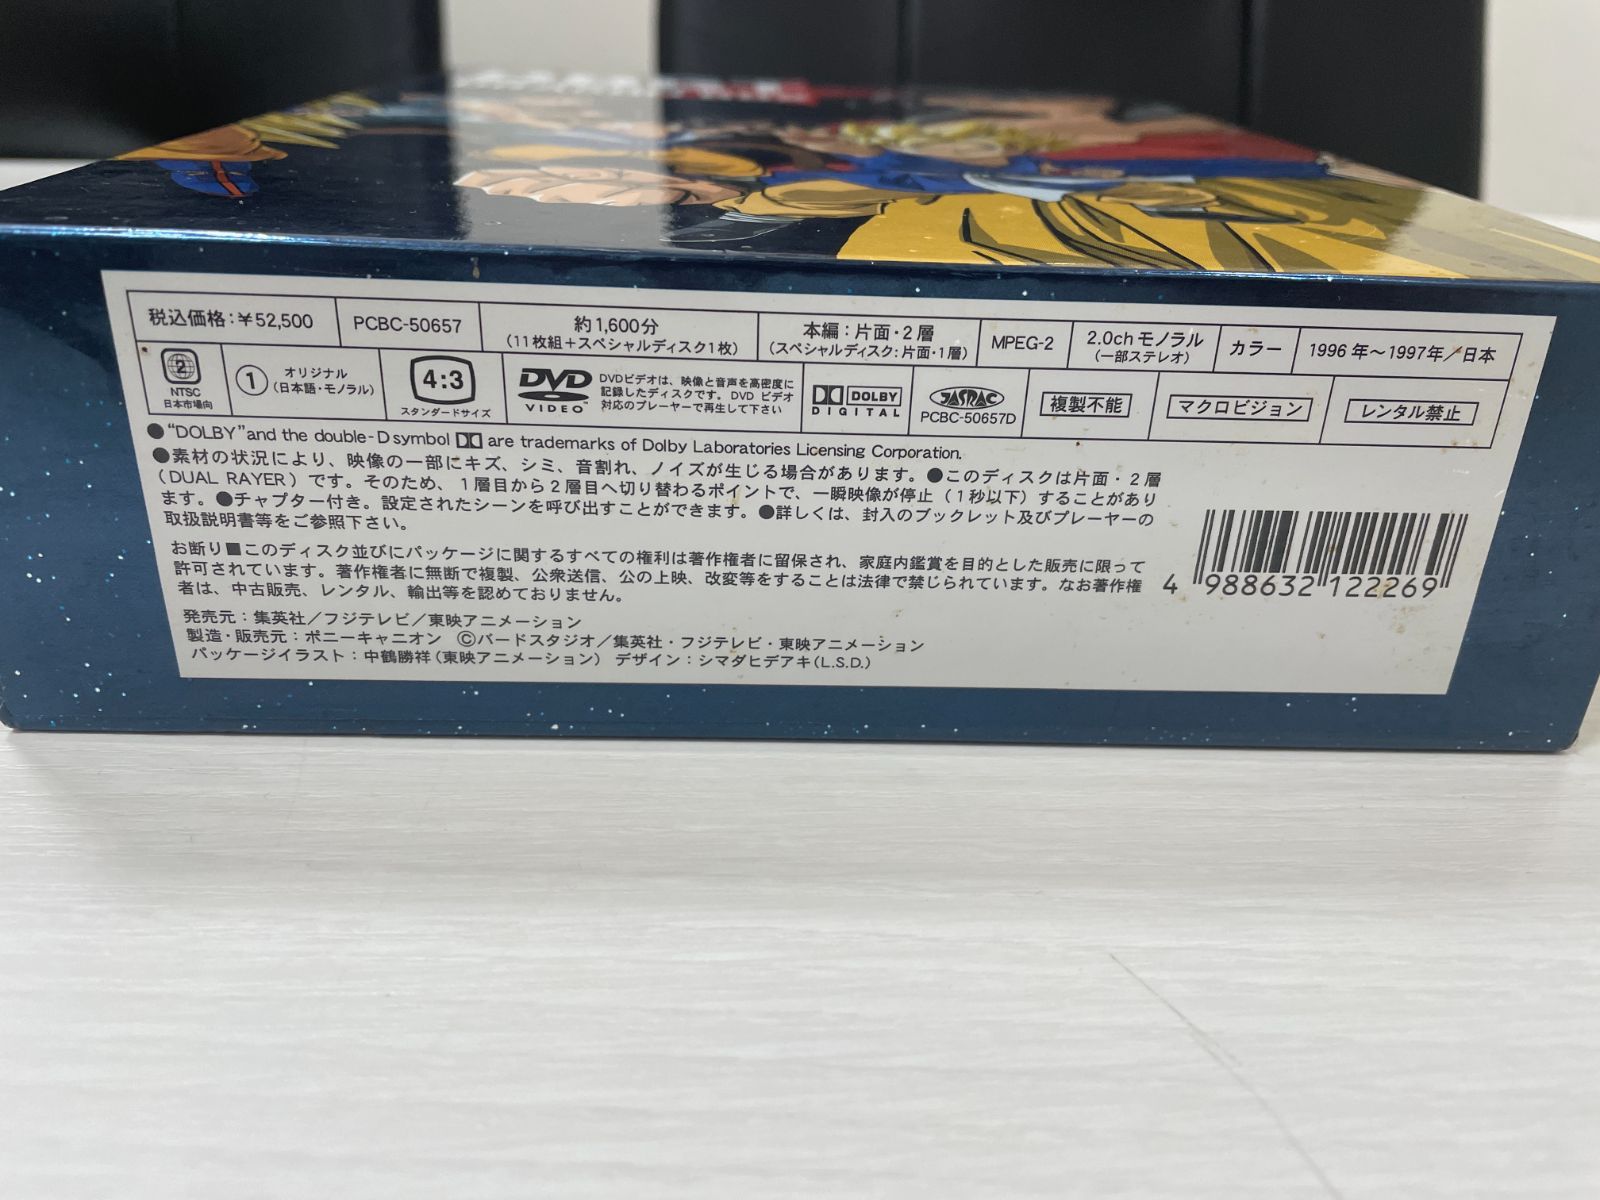 税込価格：¥52,500
PCBC-50657
約1,600分
(11枚組＋スペシャルディスク1枚)
本編：片面・2層
(スペシャルディスク：片面・1層)
MPEG-2
2.0chモノラル
(一部ステレオ)
カラー
1996年〜1997年／日本
2
NTSC
日本市場向
1
オリジナル
(日本語・モノラル)
4:3
スタンダードサイズ
DVD
VIDEO
DVDビデオは、映像と音声を高密度に
記録したディスクです。DVD ビデオ
対応のプレーヤーで再生して下さい
DOLBY
DIGITAL
JASRAC
PCBC-50657D
複製不能
マクロビジョン
レンタル禁止
●“DOLBY”and the double-D symbol are trademarks of Dolby Laboratories Licensing Corporation.
●素材の状況により、映像の一部にキズ、シミ、音割れ、ノイズが生じる場合があります。●このディスクは片面・2層
(DUAL RAYER）です。そのため、1層目から2層目へ切り替わるポイントで、一瞬映像が停止（1秒以下）することがあり
ます。●チャプター付き。設定されたシーンを呼び出すことができます。●詳しくは、封入のブックレット及びプレーヤーの
取扱説明書等をご参照下さい。
お断り■このディスク並びにパッケージに関するすべての権利は著作権者に留保され、家庭内鑑賞を目的とした販売に限って
許可されています。著作権者に無断で複製、公衆送信、公の上映、改変等をすることは法律で禁じられています。なお著作権
者は、中古販売、レンタル、輸出等を認めておりません。
発売元：集英社／フジテレビ／東映アニメーション
製造・販売元：ポニーキャニオン Ⓒバードスタジオ／集英社・フジテレビ・東映アニメーション
パッケージイラスト：中鶴勝祥（東映アニメーション） デザイン：シマダヒデアキ(L.S.D.)
4 988632 122269